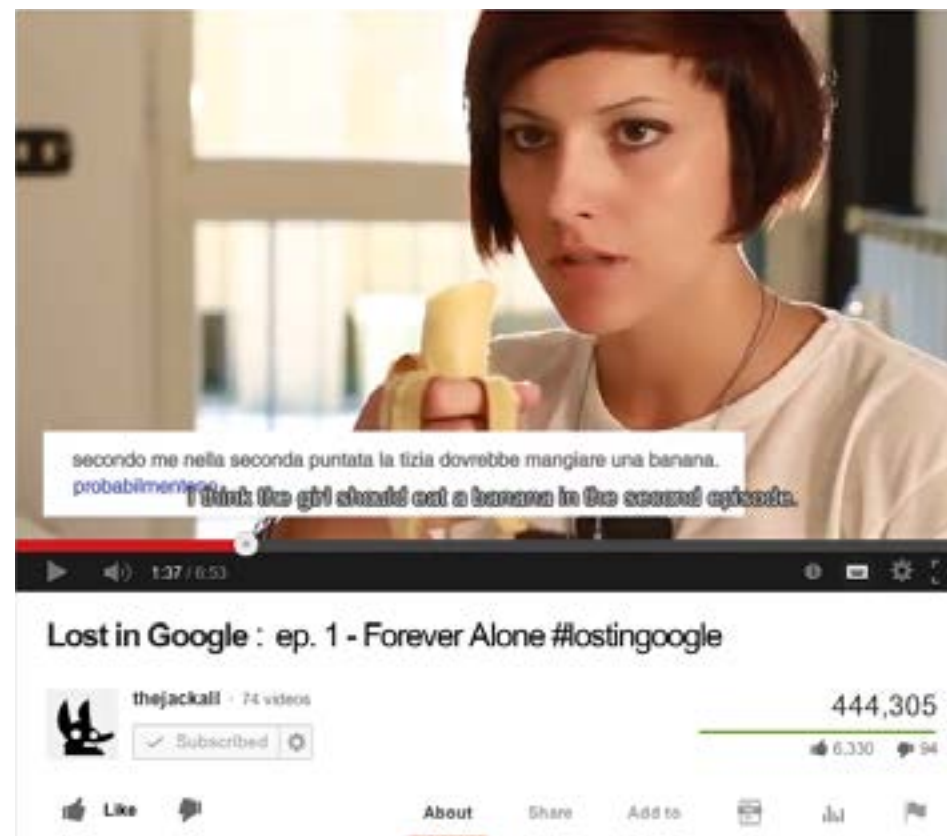 secondo me nella seconda puntata la tizia dovrebbe mangiare una banana.
probabilmenteno
I think the girl should eat a banana in the second episode.
1:37 / 6:53
Lost in Google : ep. 1 - Forever Alone #lostingoogle
thejackall · 74 videos
Subscribed
444,305
6,330 94
Like About Share Add to